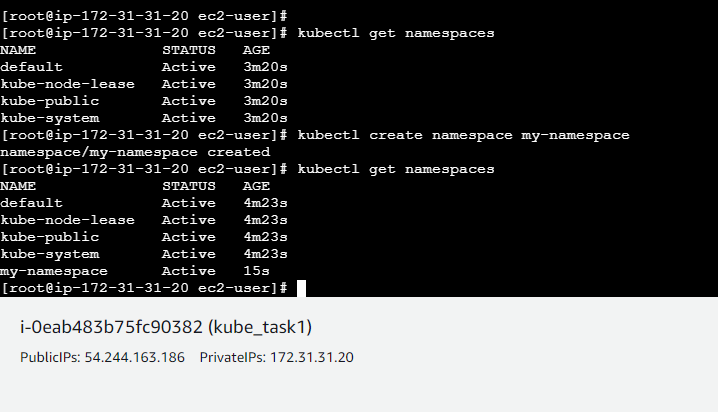 [root@ip-172-31-31-20 ec2-user]#
[root@ip-172-31-31-20 ec2-user]# kubectl get namespaces
NAME              STATUS   AGE
default           Active   3m20s
kube-node-lease   Active   3m20s
kube-public       Active   3m20s
kube-system       Active   3m20s
[root@ip-172-31-31-20 ec2-user]# kubectl create namespace my-namespace
namespace/my-namespace created
[root@ip-172-31-31-20 ec2-user]# kubectl get namespaces
NAME              STATUS   AGE
default           Active   4m23s
kube-node-lease   Active   4m23s
kube-public       Active   4m23s
kube-system       Active   4m23s
my-namespace      Active   15s
[root@ip-172-31-31-20 ec2-user]#
i-0eab483b75fc90382 (kube_task1)
PublicIPs: 54.244.163.186    PrivateIPs: 172.31.31.20